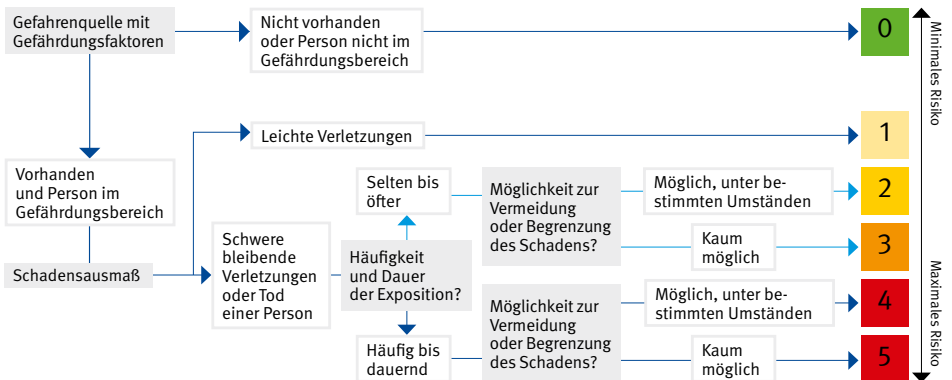 Gefahrenquelle mit
Gefährdungsfaktoren
Nicht vorhanden
oder Person nicht im
Gefährdungsbereich
0
Minimales Risiko
Leichte Verletzungen
1
Vorhanden
und Person im
Gefährdungsbereich
Selten bis
öfter
Möglichkeit zur
Vermeidung
oder Begrenzung
des Schadens?
Möglich, unter be-
stimmten Umständen
2
Kaum
möglich
3
Schadensausmaß
Schwere
bleibende
Verletzungen
oder Tod
einer Person
Häufigkeit
und Dauer
der Exposition?
Häufig bis
dauernd
Möglichkeit zur
Vermeidung
oder Begrenzung
des Schadens?
Möglich, unter be-
stimmten Umständen
4
Kaum
möglich
5
Maximales Risiko